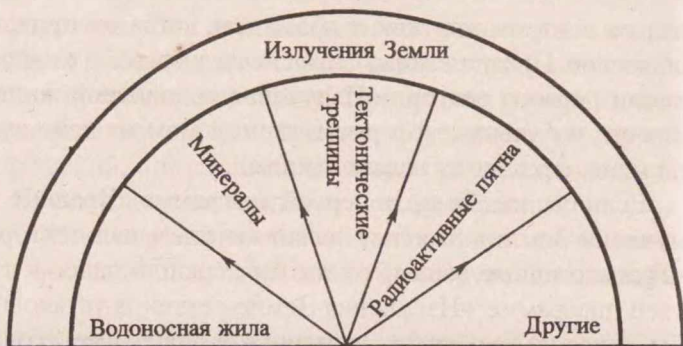 Излучения Земли
Минералы
Тектонические
трещины
Радиоактивные пятна
Водоносная жила
Другие